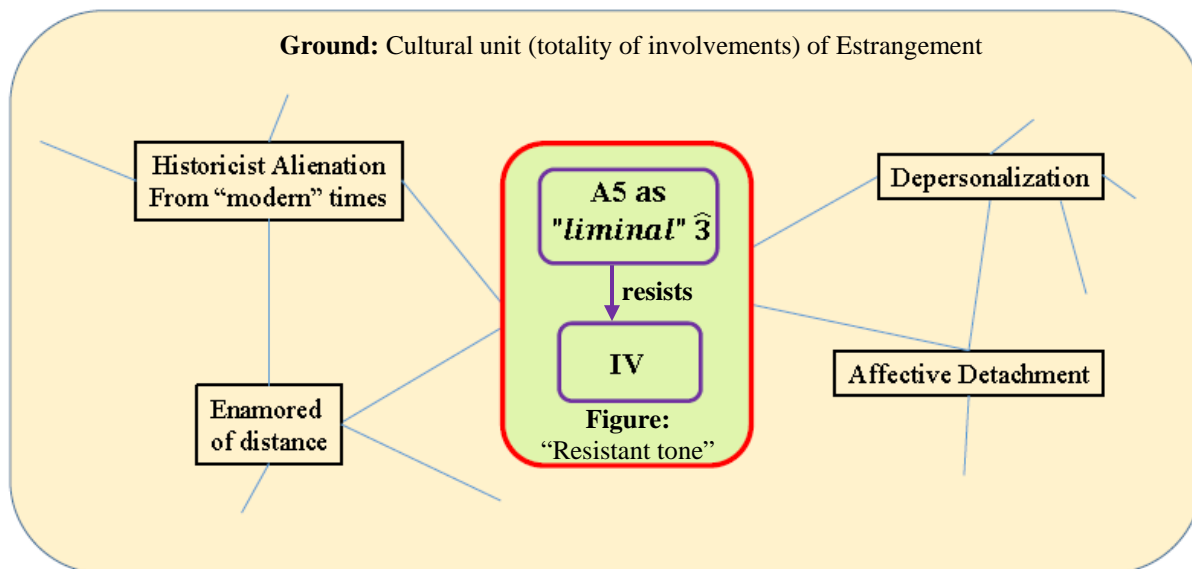 Ground: Cultural unit (totality of involvements) of Estrangement
Historicist Alienation
From “modern” times
Enamored
of distance
A5 as
"liminal" 3̂
resists
IV
Figure:
“Resistant tone”
Depersonalization
Affective Detachment